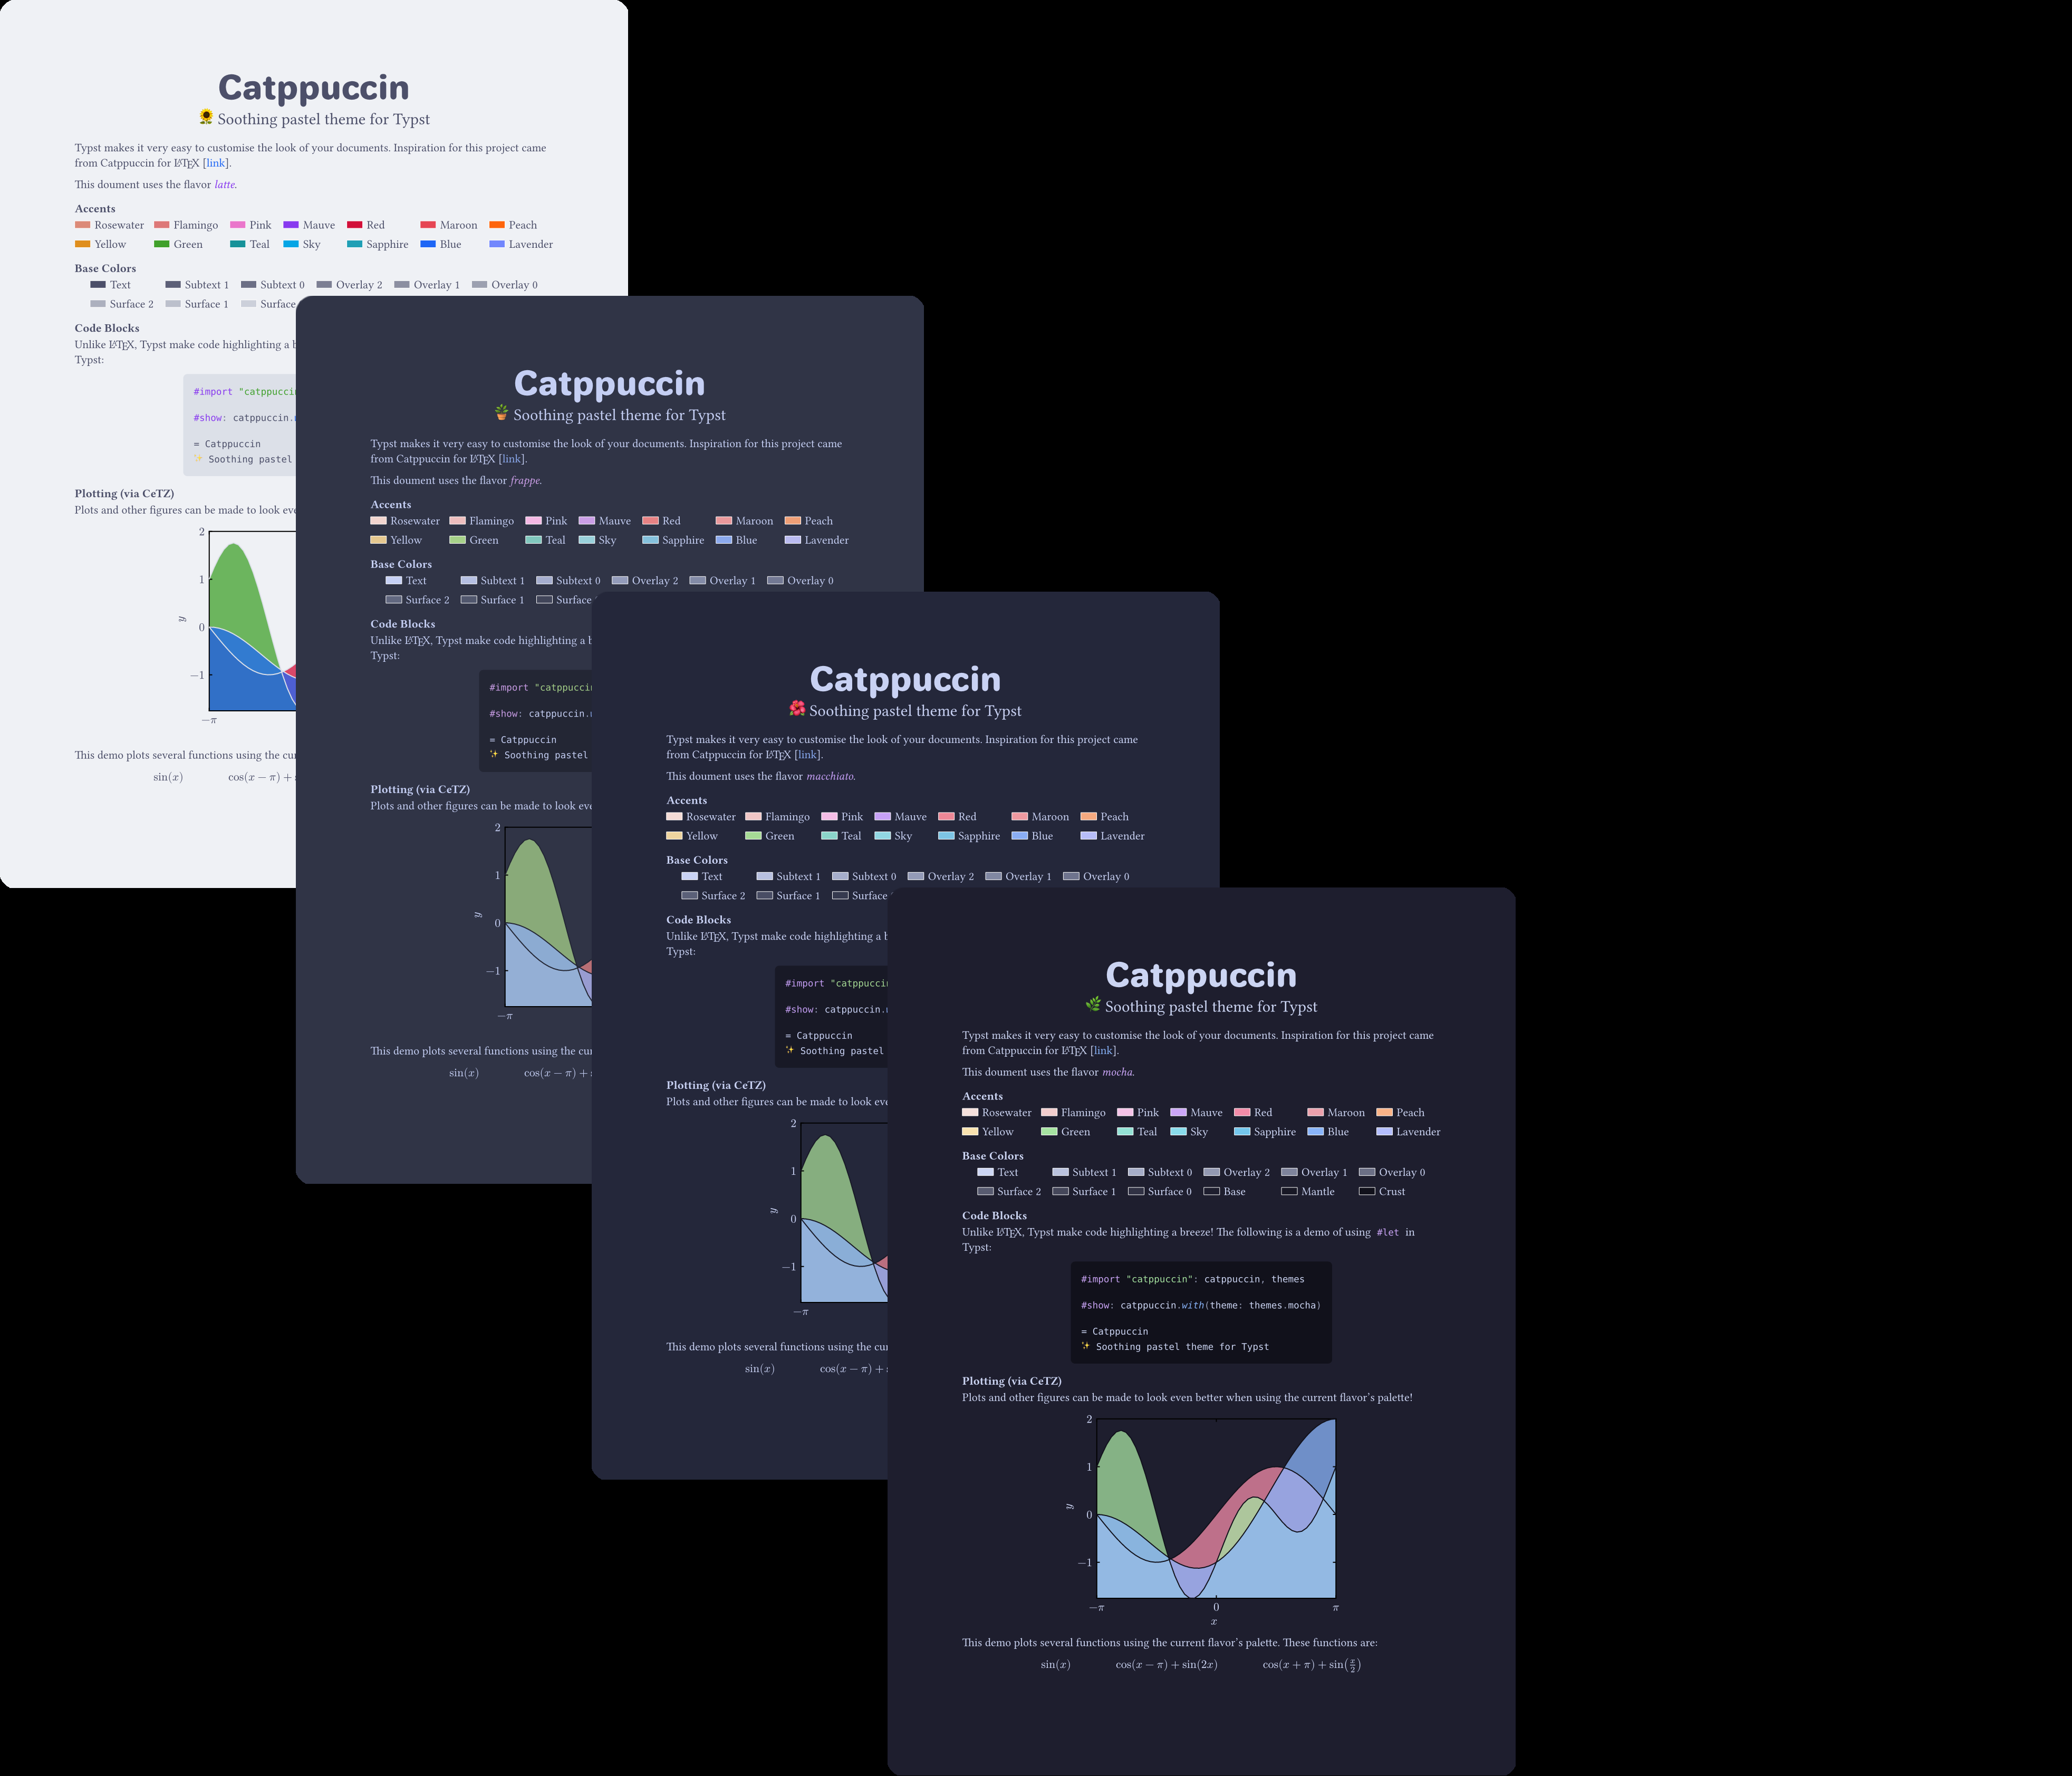 Catppuccin
🌻 Soothing pastel theme for Typst
Typst makes it very easy to customise the look of your documents. Inspiration for this project came
from Catppuccin for LATEX [link].
This doument uses the flavor latte.
Accents
Rosewater Flamingo Pink Mauve Red Maroon Peach
Yellow Green Teal Sky Sapphire Blue Lavender
Base Colors
Text Subtext 1 Subtext 0 Overlay 2 Overlay 1 Overlay 0
Surface 2 Surface 1 Surface
Code Blocks
Unlike LATEX, Typst make code highlighting a
Typst:
#import "catppuccin
#show: catppuccin.
= Catppuccin
✨ Soothing pastel
Plotting (via CeTZ)
Plots and other figures can be made to look
2
1
0
−1
y
−π
This demo plots several functions using the
sin(x) cos(x − π) +
Catppuccin
🪴 Soothing pastel theme for Typst
Typst makes it very easy to customise the look of your documents. Inspiration for this project came
from Catppuccin for LATEX [link].
This doument uses the flavor frappe.
Accents
Rosewater Flamingo Pink Mauve Red Maroon Peach
Yellow Green Teal Sky Sapphire Blue Lavender
Base Colors
Text Subtext 1 Subtext 0 Overlay 2 Overlay 1 Overlay 0
Surface 2 Surface 1 Surface
Code Blocks
Unlike LATEX, Typst make code highlighting a
Typst:
#import "catppuccin
#show: catppuccin.
= Catppuccin
✨ Soothing pastel
Plotting (via CeTZ)
Plots and other figures can be made to look
2
1
0
−1
y
−π
This demo plots several functions using the
sin(x) cos(x − π) +
Catppuccin
🌺 Soothing pastel theme for Typst
Typst makes it very easy to customise the look of your documents. Inspiration for this project came
from Catppuccin for LATEX [link].
This doument uses the flavor macchiato.
Accents
Rosewater Flamingo Pink Mauve Red Maroon Peach
Yellow Green Teal Sky Sapphire Blue Lavender
Base Colors
Text Subtext 1 Subtext 0 Overlay 2 Overlay 1 Overlay 0
Surface 2 Surface 1 Surface
Code Blocks
Unlike LATEX, Typst make code highlighting a
Typst:
#import "catppuccin
#show: catppuccin.
= Catppuccin
✨ Soothing pastel
Plotting (via CeTZ)
Plots and other figures can be made to look
2
1
0
−1
y
−π
This demo plots several functions using the
sin(x) cos(x − π) +
Catppuccin
🌿 Soothing pastel theme for Typst
Typst makes it very easy to customise the look of your documents. Inspiration for this project came
from Catppuccin for LATEX [link].
This doument uses the flavor mocha.
Accents
Rosewater Flamingo Pink Mauve Red Maroon Peach
Yellow Green Teal Sky Sapphire Blue Lavender
Base Colors
Text Subtext 1 Subtext 0 Overlay 2 Overlay 1 Overlay 0
Surface 2 Surface 1 Surface 0 Base Mantle Crust
Code Blocks
Unlike LATEX, Typst make code highlighting a breeze! The following is a demo of using #let in
Typst:
#import "catppuccin": catppuccin, themes
#show: catppuccin.with(theme: themes.mocha)
= Catppuccin
✨ Soothing pastel theme for Typst
Plotting (via CeTZ)
Plots and other figures can be made to look even better when using the current flavor's palette!
2
1
0
−1
y
−π 0 π
x
This demo plots several functions using the current flavor's palette. These functions are:
sin(x) cos(x − π) + sin(2x) cos(x + π) + sin(x/2)